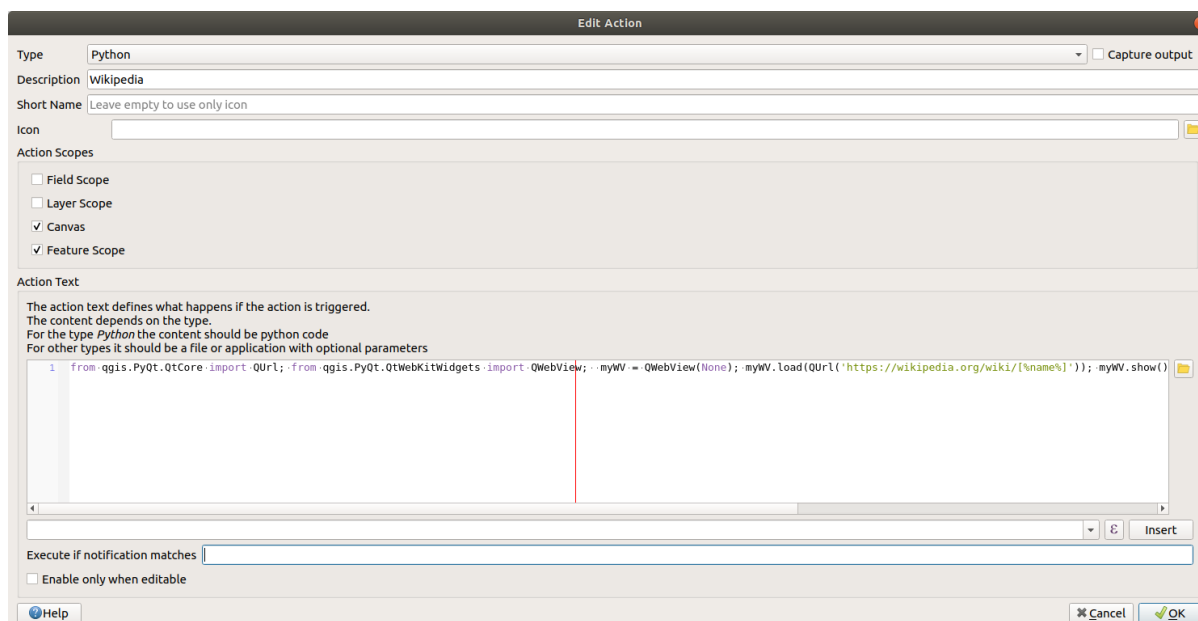 Edit Action
Type Python Capture output
Description Wikipedia
Short Name Leave empty to use only icon
Icon
Action Scopes
Field Scope
Layer Scope
Canvas
Feature Scope
Action Text
The action text defines what happens if the action is triggered.
The content depends on the type.
For the type Python the content should be python code
For other types it should be a file or application with optional parameters
1 from qgis.PyQt.QtCore import QUrl; from qgis.PyQt.QtWebKitWidgets import QWebView;  myWV = QWebView(None); myWV.load(QUrl('https://wikipedia.org/wiki/[%name%]')); myWV.show()
ε Insert
Execute if notification matches
Enable only when editable
Help Cancel OK